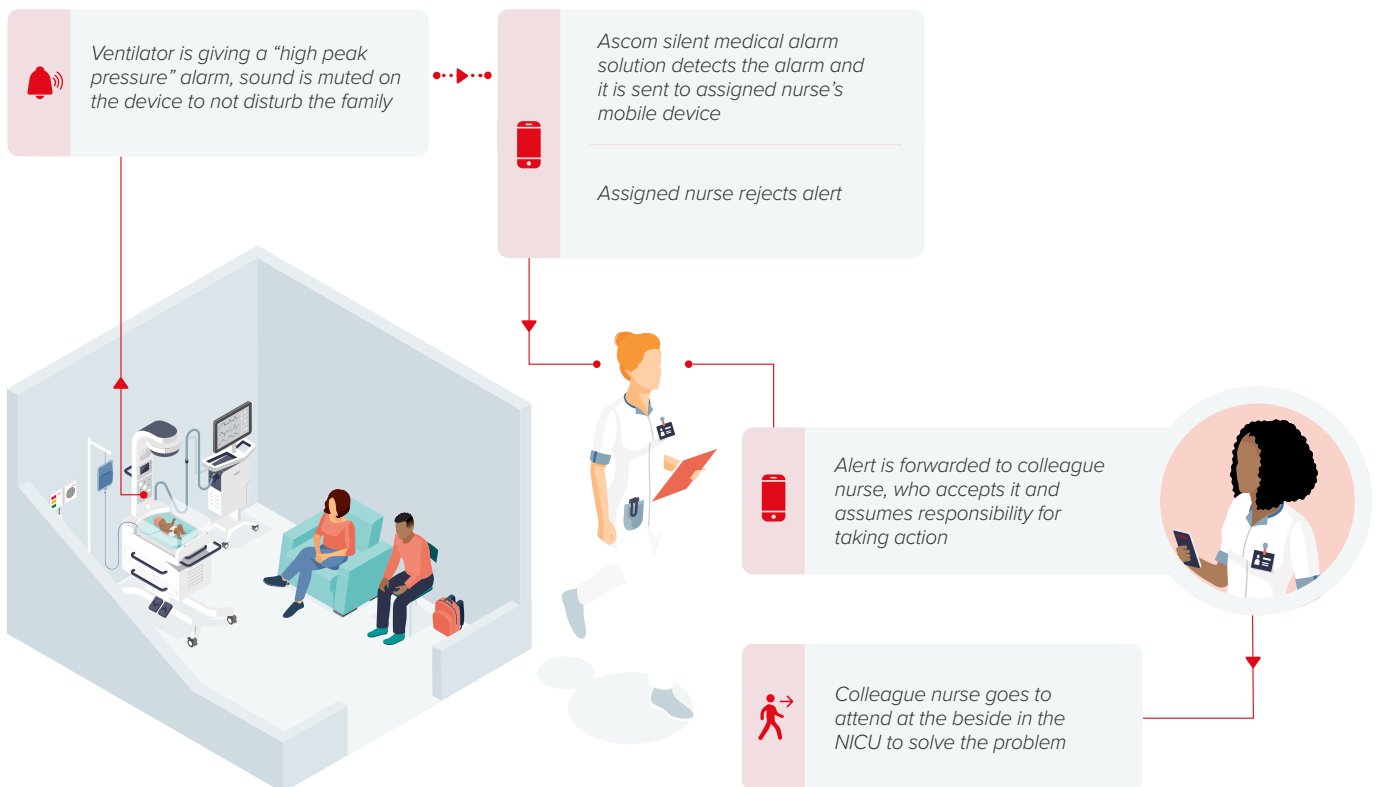 Ventilator is giving a “high peak
pressure” alarm, sound is muted on
the device to not disturb the family
Ascom silent medical alarm
solution detects the alarm and
it is sent to assigned nurse’s
mobile device
Assigned nurse rejects alert
Alert is forwarded to colleague
nurse, who accepts it and
assumes responsibility for
taking action
Colleague nurse goes to
attend at the beside in the
NICU to solve the problem